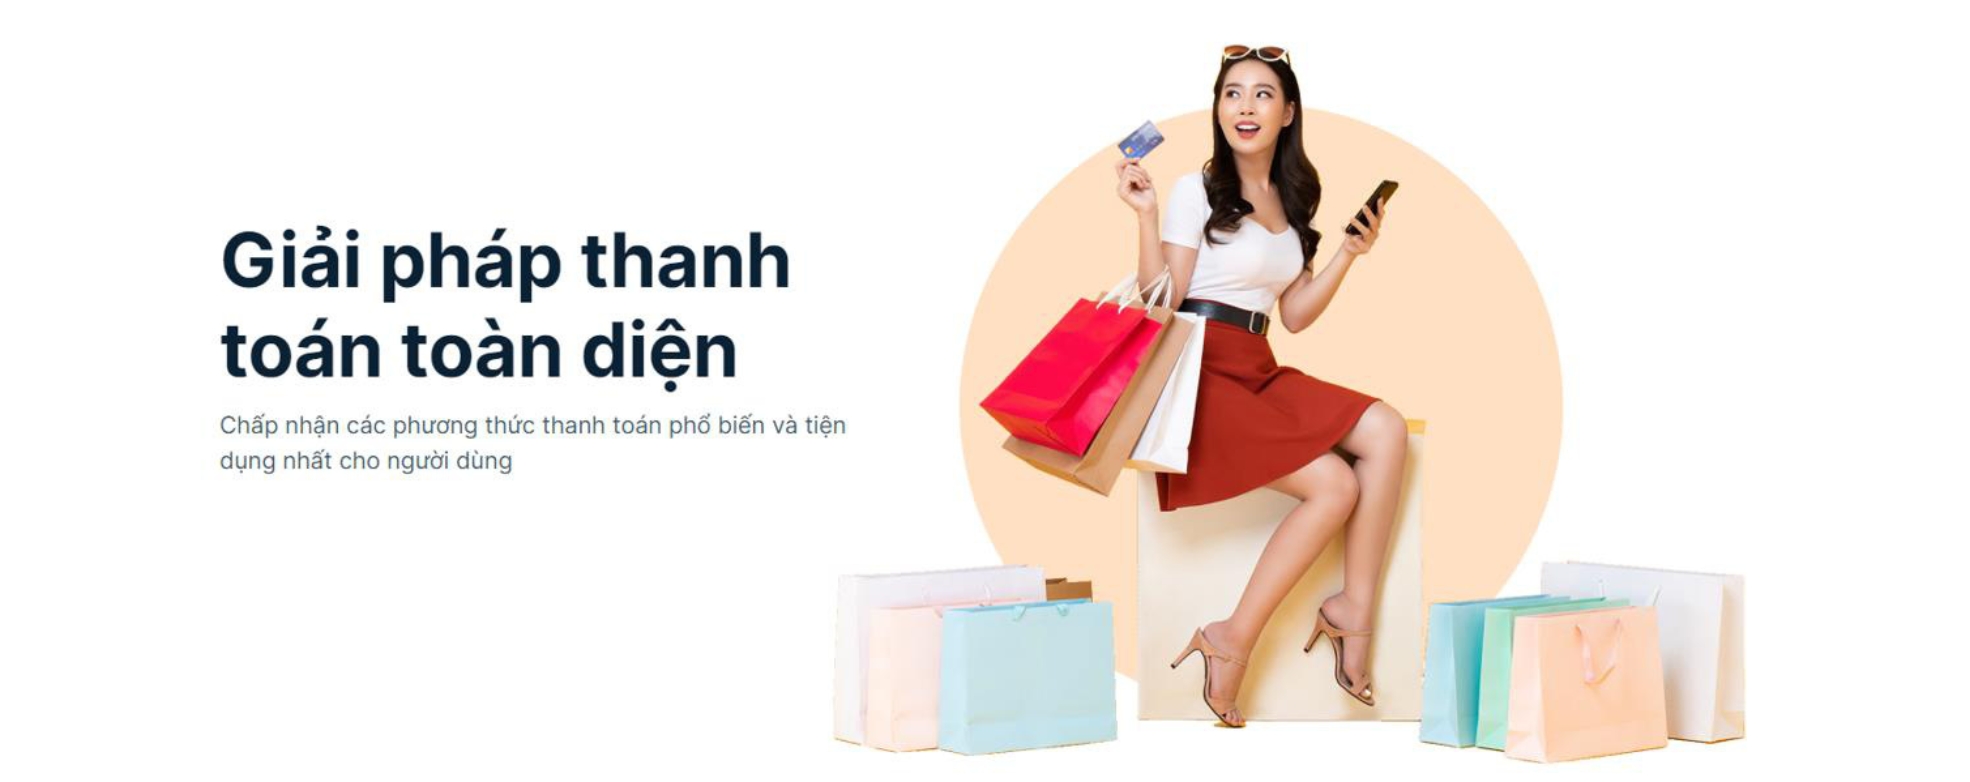 Giải pháp thanh
toán toàn diện
Chấp nhận các phương thức thanh toán phổ biến và tiện
dụng nhất cho người dùng